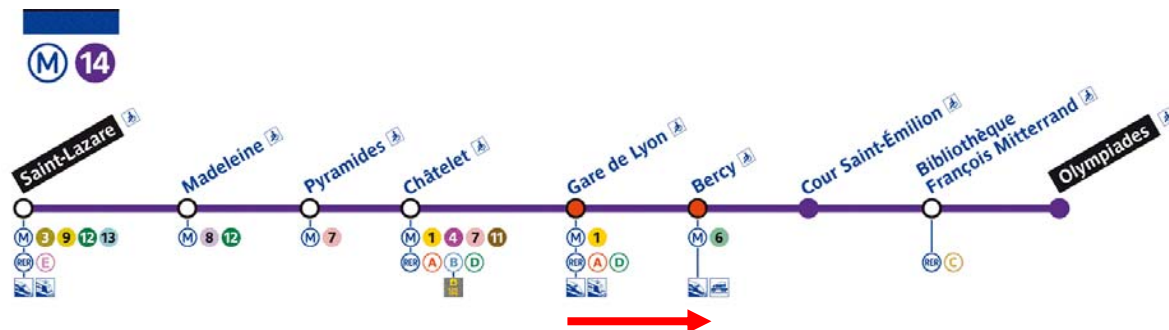 M 14
Saint-Lazare
Madeleine
Pyramides
Châtelet
Gare de Lyon
Bercy
Cour Saint-Émilion
Bibliothèque
François Mitterrand
Olympiades
M 3 9 12 13
M 8 12
M 7
M 1 4 7 11
M 1
M 6
RER E
RER A B D
RER A D
RER C